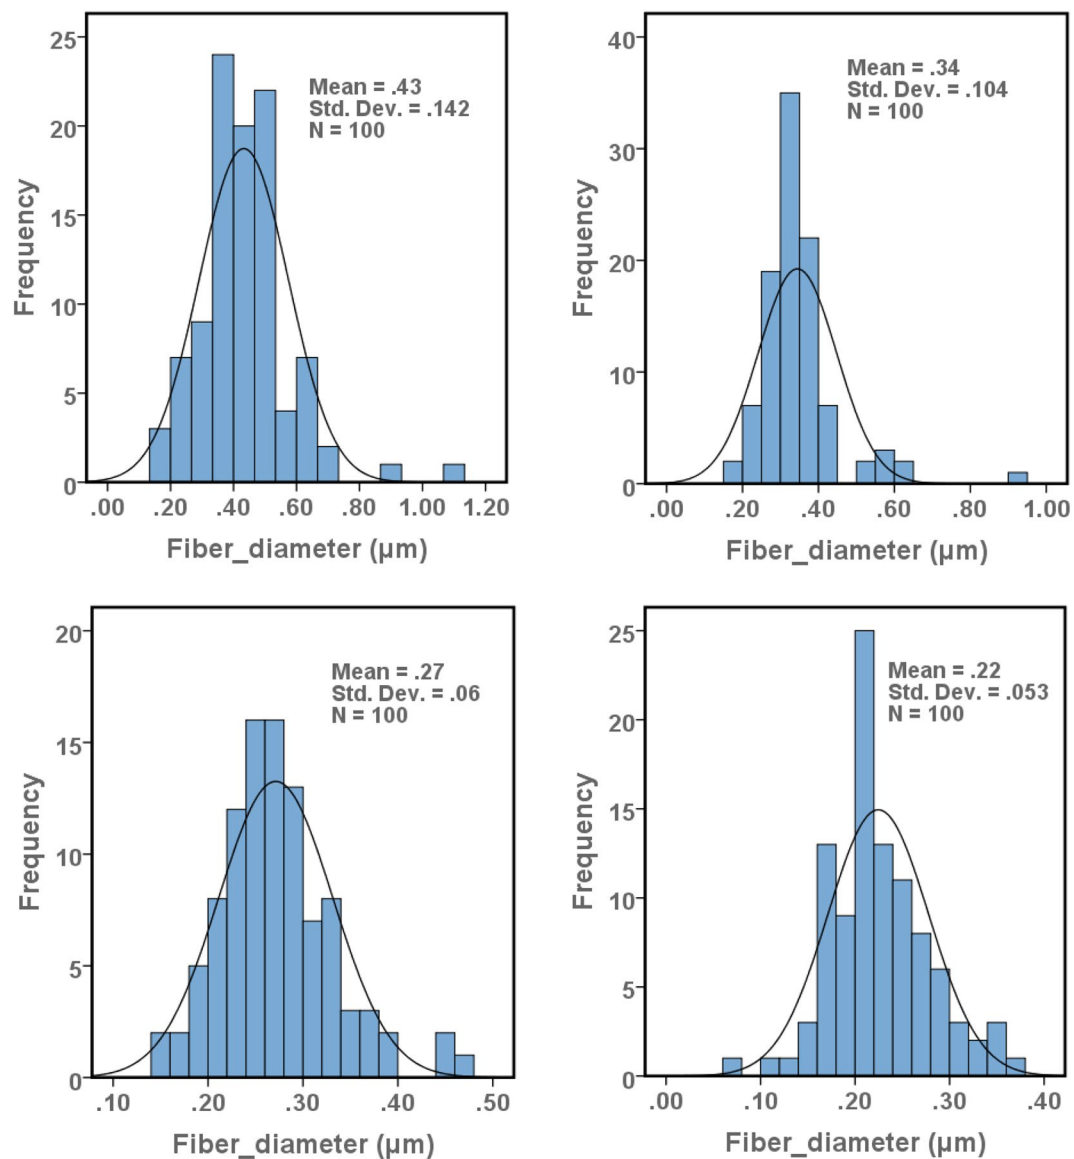 25
20
15
10
5
0
Frequency
Mean = .43
Std. Dev. = .142
N = 100
.00 .20 .40 .60 .80 1.00 1.20
Fiber_diameter (µm)
40
30
20
10
0
Frequency
Mean = .34
Std. Dev. = .104
N = 100
.00 .20 .40 .60 .80 1.00
Fiber_diameter (µm)
20
15
10
5
0
Frequency
Mean = .27
Std. Dev. = .06
N = 100
.10 .20 .30 .40 .50
Fiber_diameter (µm)
25
20
15
10
5
0
Frequency
Mean = .22
Std. Dev. = .053
N = 100
.00 .10 .20 .30 .40
Fiber_diameter (µm)